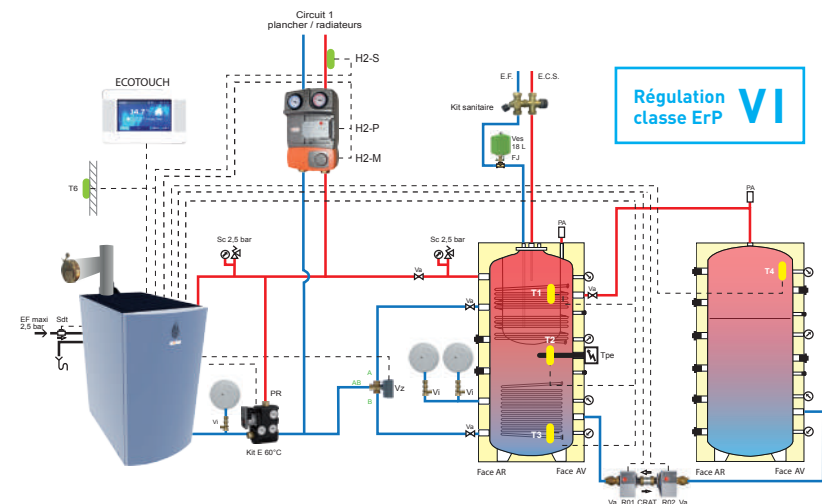 Circuit 1
plancher / radiateurs
H2-S
ECOTOUCH
14.7°
E.F.
E.C.S.
Kit sanitaire
Régulation
classe ErP
VI
Ves
18 L
FJ
H2-P
H2-M
T6
PA
PA
Sc 2,5 bar
Sc 2,5 bar
Va
Va
Va
T1
T2
T3
T4
EF maxi
2,5 bar
Sdt
Tpe
A
AB
B
Vz
Vi
Vi
Vi
PR
Kit E 60°C
Va
Face AR
Face AV
Face AR
Face AV
Va R01 CRAT R02 Va